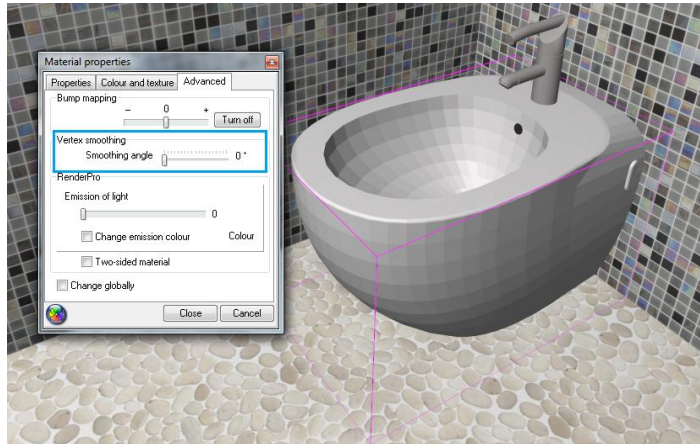 Material properties
Properties Colour and texture Advanced
Bump mapping
- 0 +
Turn off
Vertex smoothing
Smoothing angle 0 °
RenderPro
Emission of light
0
Change emission colour Colour
Two-sided material
Change globally
Close Cancel